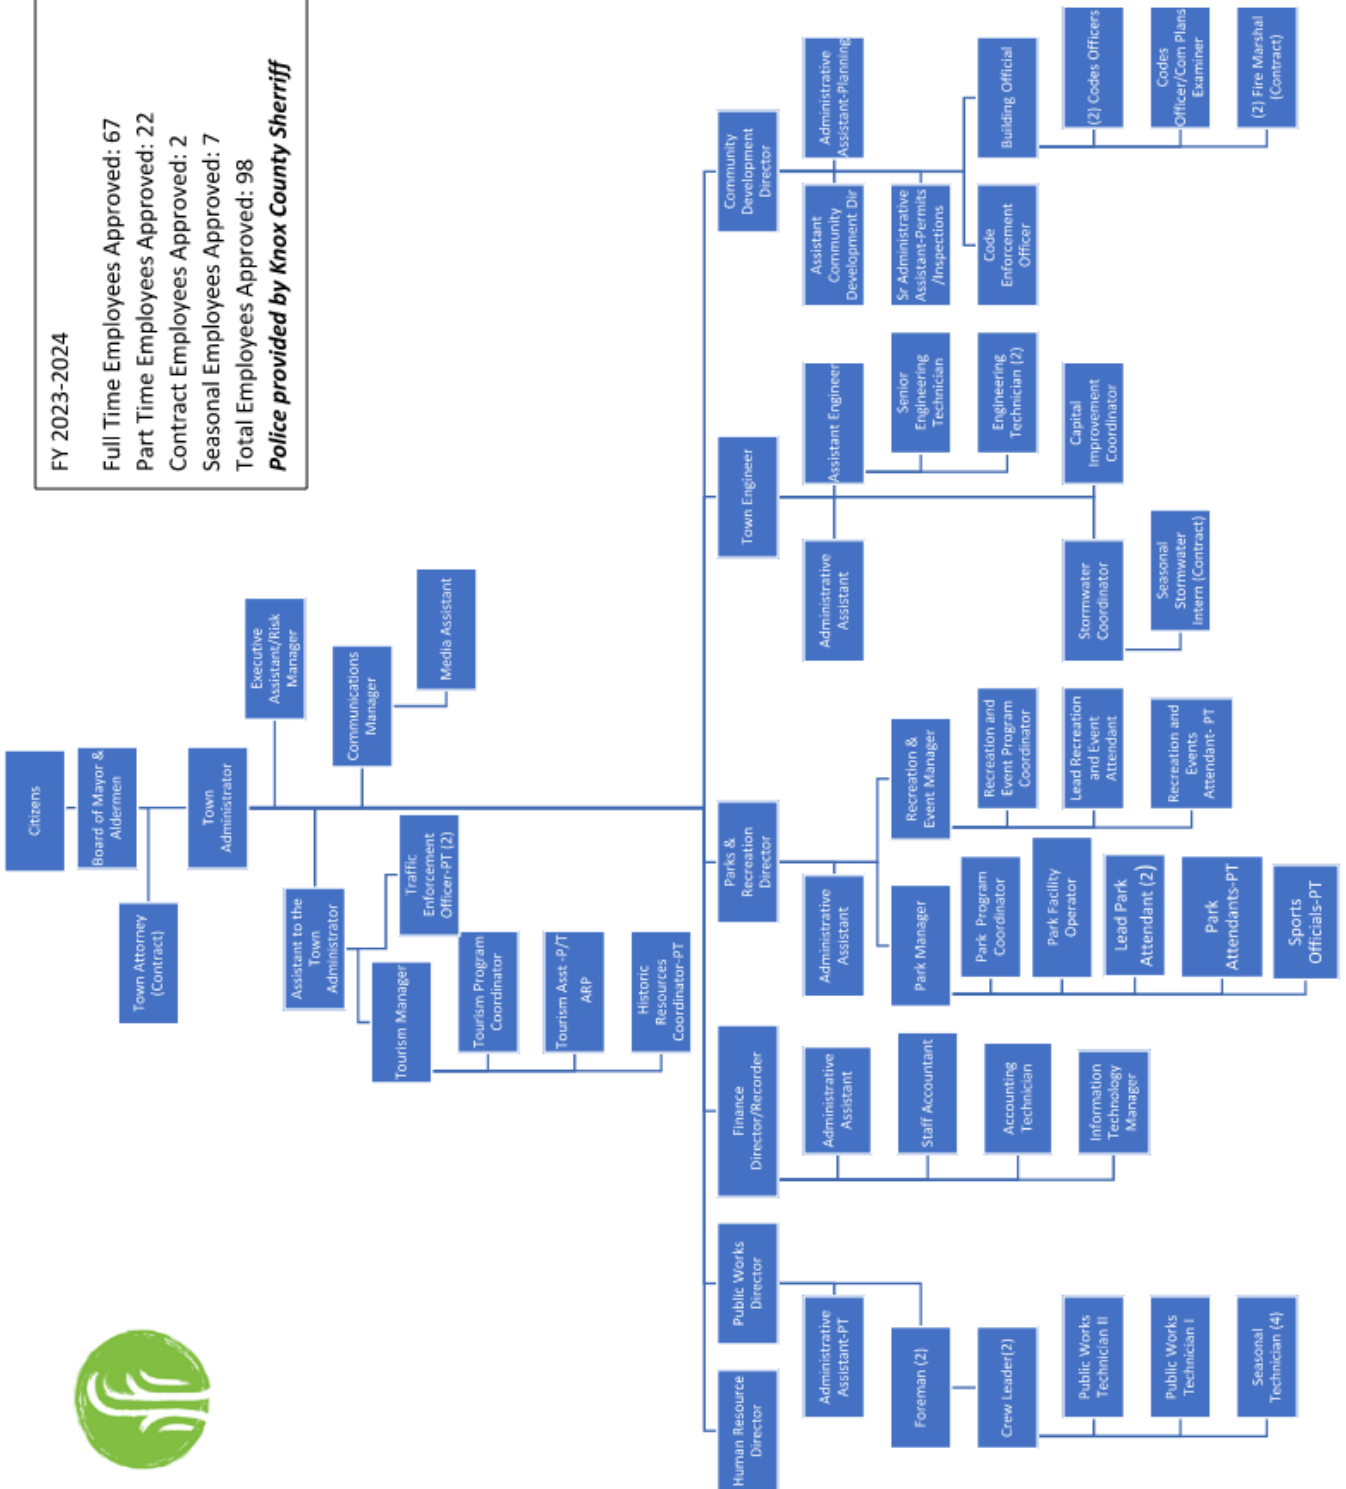 FY 2023-2024
Full Time Employees Approved: 67
Part Time Employees Approved: 22
Contract Employees Approved: 2
Seasonal Employees Approved: 7
Total Employees Approved: 98
Police provided by Knox County Sherriff
Citizens
Board of Mayor &
Aldermen
Town Attorney
(Contract)
Town
Administrator
Executive
Assistant/Risk
Manager
Assistant to the
Town
Administrator
Communications
Manager
Media Assistant
Tourism Manager
Traffic
Enforcement
Officer-PT (2)
Tourism Program
Coordinator
Tourism Asst -P/T
ARP
Historic
Resources
Coordinator-PT
Human Resource
Director
Public Works
Director
Administrative
Assistant-PT
Foreman (2)
Crew Leader(2)
Public Works
Technician II
Public Works
Technician I
Seasonal
Technician (4)
Finance
Director/Recorder
Administrative
Assistant
Staff Accountant
Accounting
Technician
Information
Technology
Manager
Parks &
Recreation
Director
Administrative
Assistant
Park Manager
Park Program
Coordinator
Park Facility
Operator
Lead Park
Attendant (2)
Park
Attendants-PT
Sports
Officials-PT
Recreation &
Event Manager
Recreation and
Event Program
Coordinator
Lead Recreation
and Event
Attendant
Recreation and
Events
Attendant- PT
Town Engineer
Administrative
Assistant
Assistant Engineer
Senior
Engineering
Technician
Engineering
Technician (2)
Stormwater
Coordinator
Seasonal
Stormwater
Intern (Contract)
Capital
Improvement
Coordinator
Community
Development
Director
Assistant
Community
Development Dir
Administrative
Assistant-Planning
Sr Administrative
Assistant-Permits
/Inspections
Code
Enforcement
Officer
Building Official
(2) Codes Officers
Codes
Officer/Com Plans
Examiner
(2) Fire Marshal
(Contract)